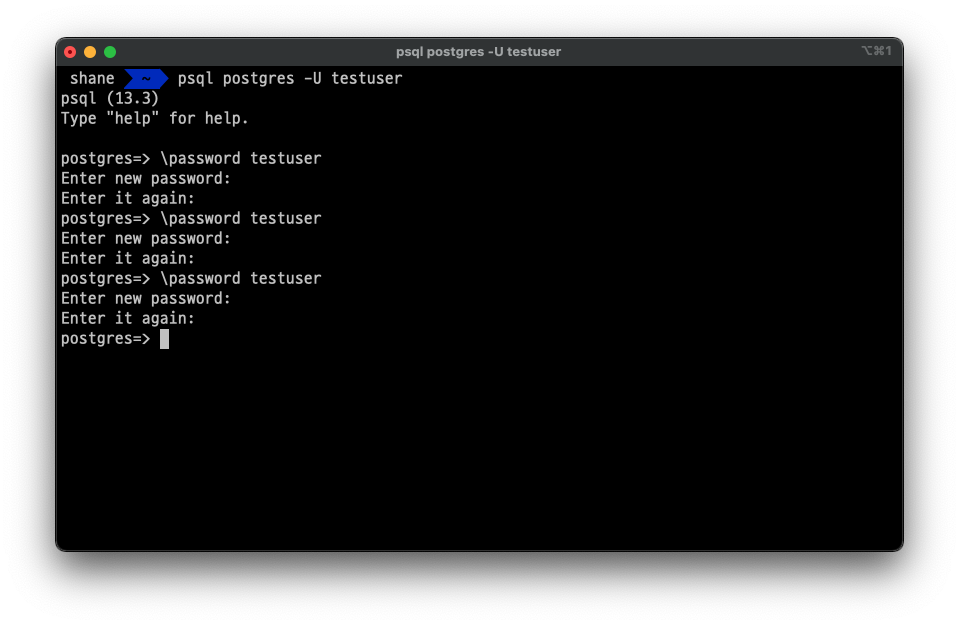 psql postgres -U testuser
⌥⌘1
shane ~ psql postgres -U testuser
psql (13.3)
Type "help" for help.
postgres=> \password testuser
Enter new password:
Enter it again:
postgres=> \password testuser
Enter new password:
Enter it again:
postgres=> \password testuser
Enter new password:
Enter it again:
postgres=>